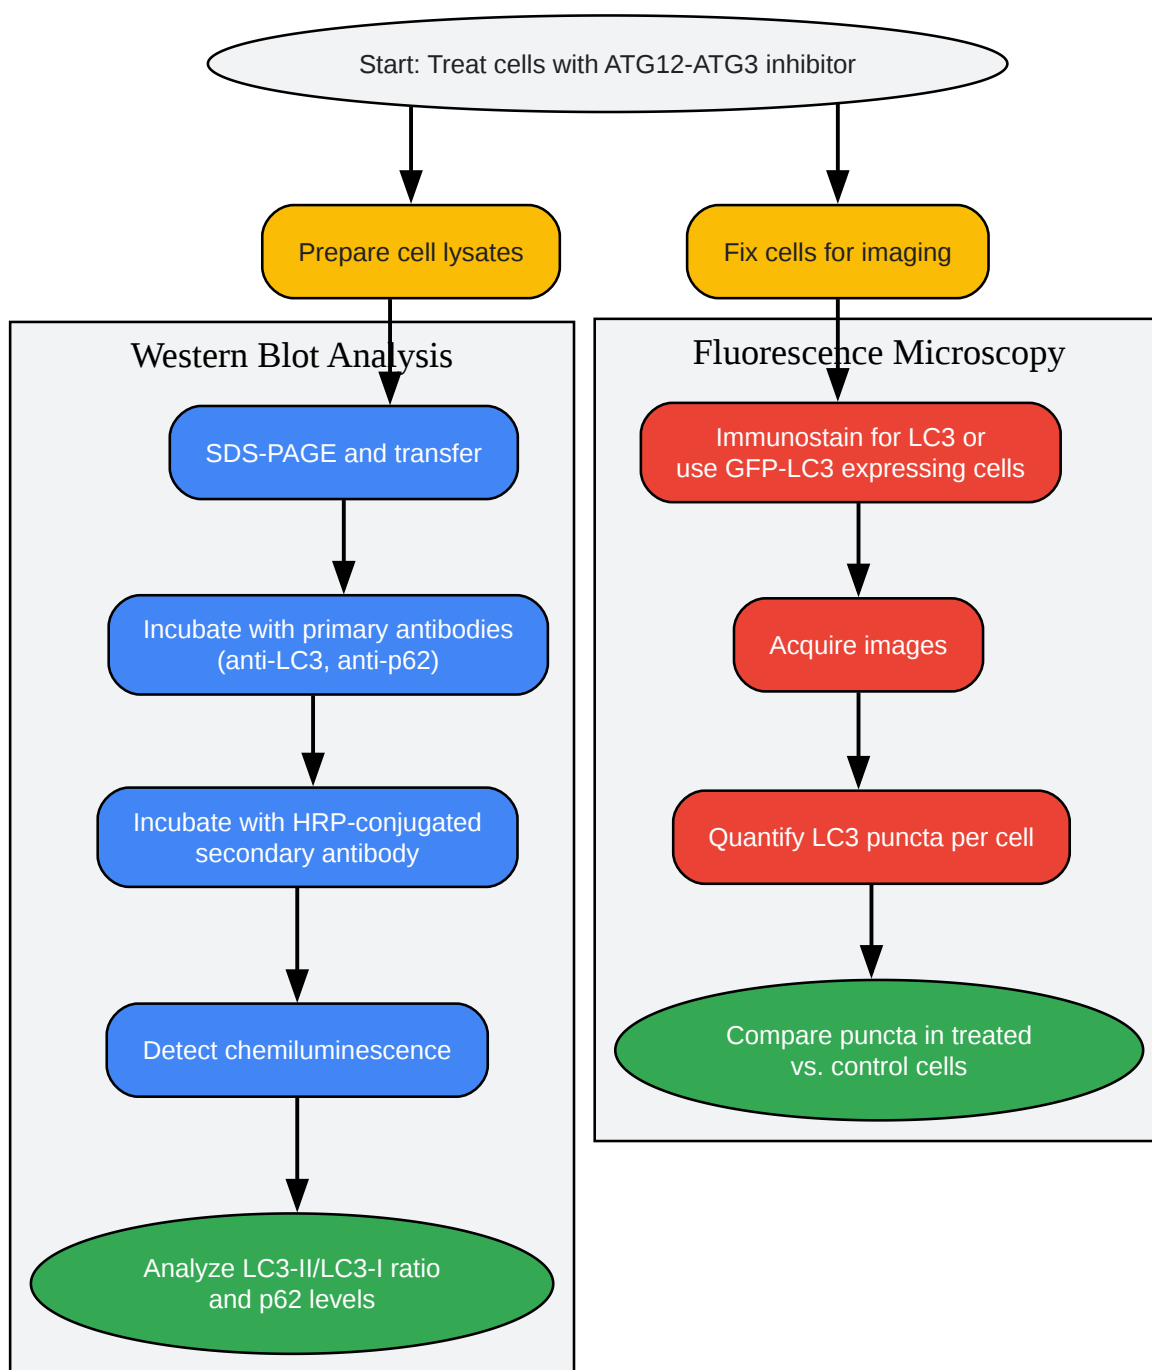 Start: Treat cells with ATG12-ATG3 inhibitor
Prepare cell lysates
Fix cells for imaging
Western Blot Analysis
SDS-PAGE and transfer
Incubate with primary antibodies
(anti-LC3, anti-p62)
Incubate with HRP-conjugated
secondary antibody
Detect chemiluminescence
Analyze LC3-II/LC3-I ratio
and p62 levels
Fluorescence Microscopy
Immunostain for LC3 or
use GFP-LC3 expressing cells
Acquire images
Quantify LC3 puncta per cell
Compare puncta in treated
vs. control cells